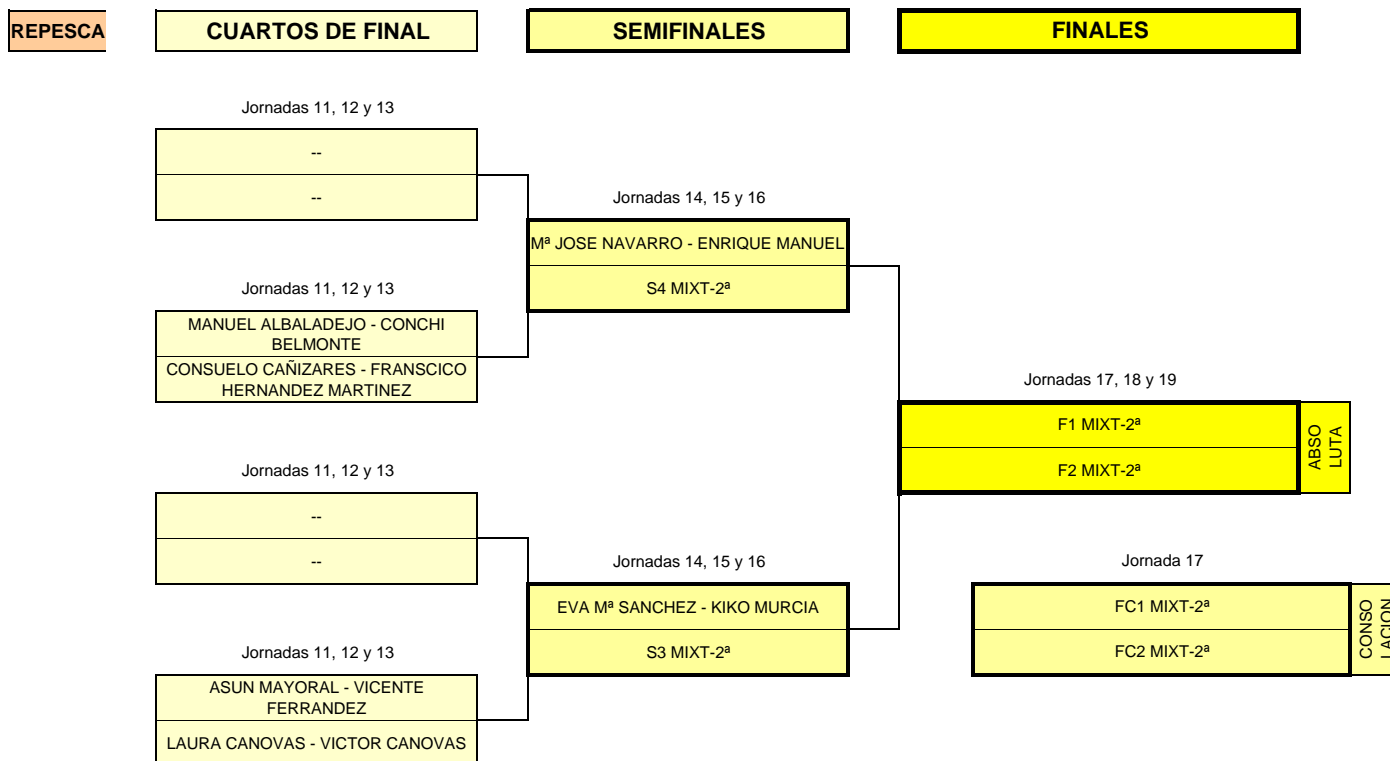 REPESCA
CUARTOS DE FINAL
SEMIFINALES
FINALES
Jornadas 11, 12 y 13
--
--
Jornadas 14, 15 y 16
Mª JOSE NAVARRO - ENRIQUE MANUEL
S4 MIXT-2ª
Jornadas 11, 12 y 13
MANUEL ALBALADEJO - CONCHI
BELMONTE
CONSUELO CAÑIZARES - FRANSCICO
HERNANDEZ MARTINEZ
Jornadas 17, 18 y 19
F1 MIXT-2ª
F2 MIXT-2ª
ABSO
LUTA
Jornadas 11, 12 y 13
--
--
Jornadas 14, 15 y 16
EVA Mª SANCHEZ - KIKO MURCIA
S3 MIXT-2ª
Jornada 17
FC1 MIXT-2ª
FC2 MIXT-2ª
CONSO
LACION
Jornadas 11, 12 y 13
ASUN MAYORAL - VICENTE
FERRANDEZ
LAURA CANOVAS - VICTOR CANOVAS